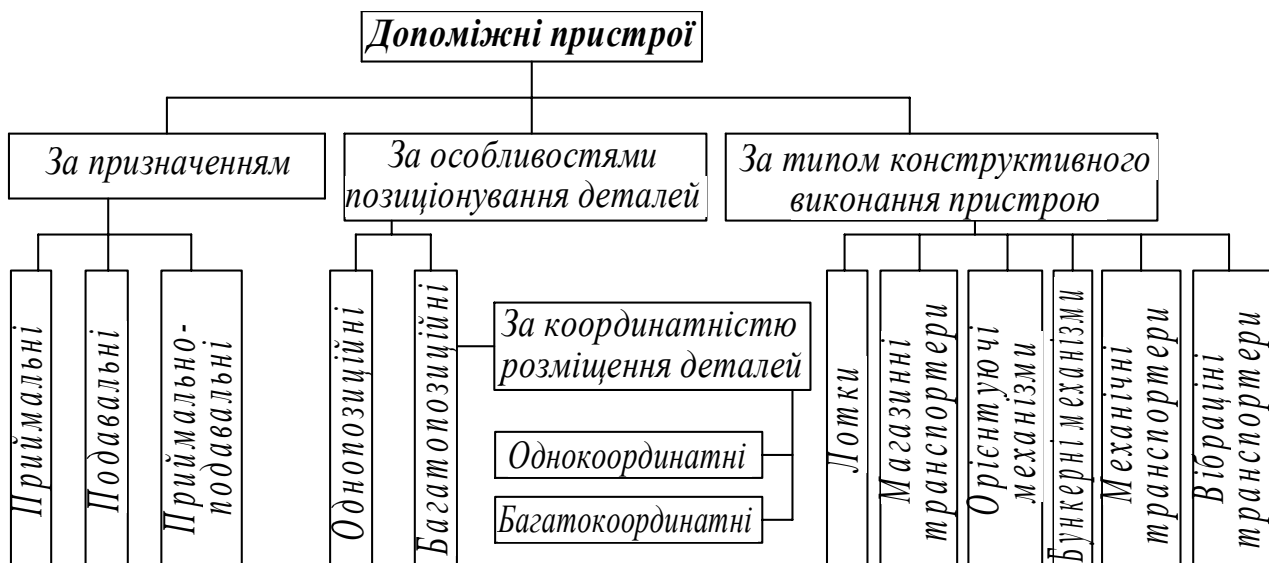 Допоміжні пристрої
За призначенням
За особливостями
позиціонування деталей
За типом конструктивного
виконання пристрою
Приймальні
Подавальні
Приймально-
подавальні
Однопозиційні
Багатопозиційні
За координатністю
розміщення деталей
Однокоординатні
Багатокоординатні
Лотки
Магазинні
транспортери
Орієнтуючі
механізми
Бункерні механізми
Механічні
транспортери
Вібраціні
транспортери